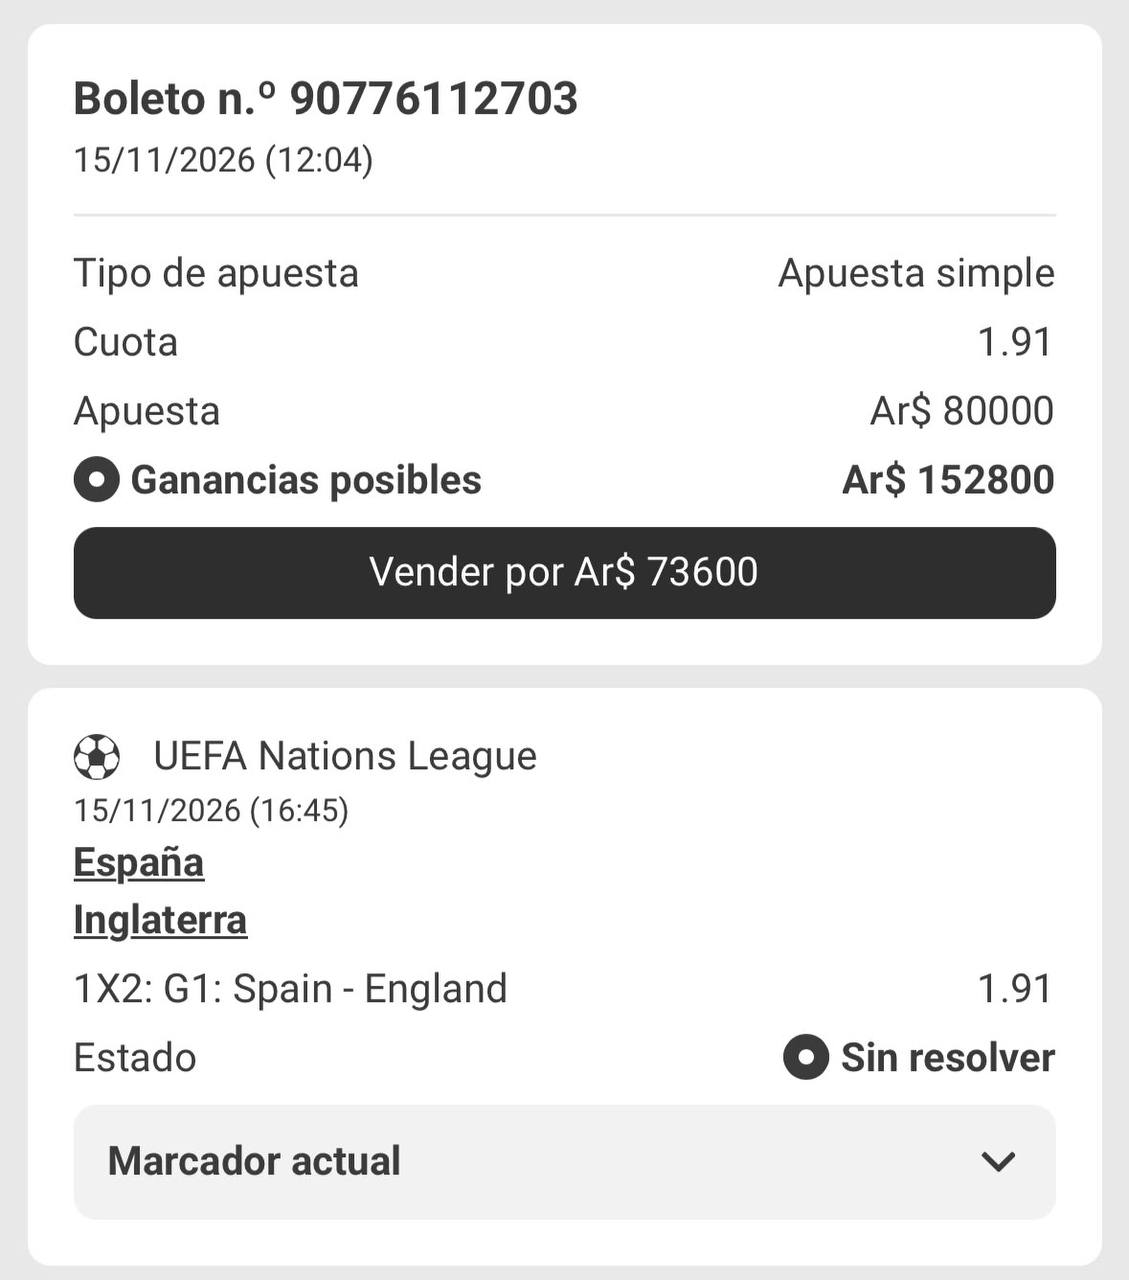 Boleto n.º 90776112703
15/11/2026 (12:04)
Tipo de apuesta Apuesta simple
Cuota 1.91
Apuesta Ar$ 80000
Ganancias posibles Ar$ 152800
Vender por Ar$ 73600
UEFA Nations League
15/11/2026 (16:45)
España
Inglaterra
1X2: G1: Spain - England 1.91
Estado Sin resolver
Marcador actual